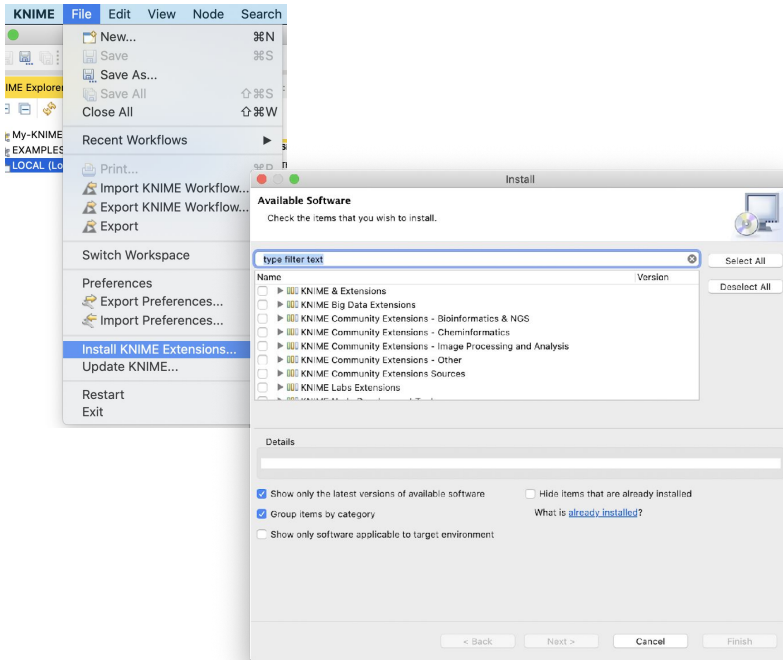 KNIME File Edit View Node Search
New... ⌘N
Save ⌘S
Save As...
Save All ⇧⌘S
Close All ⇧⌘W
Recent Workflows
Print...
Import KNIME Workflow...
Export KNIME Workflow...
Export
Switch Workspace
Preferences
Export Preferences...
Import Preferences...
Install KNIME Extensions...
Update KNIME...
Restart
Exit
IME Explorer
My-KNIME
EXAMPLES
LOCAL (Lo
Install
Available Software
Check the items that you wish to install.
type filter text
Select All
Deselect All
Name Version
KNIME & Extensions
KNIME Big Data Extensions
KNIME Community Extensions - Bioinformatics & NGS
KNIME Community Extensions - Cheminformatics
KNIME Community Extensions - Image Processing and Analysis
KNIME Community Extensions - Other
KNIME Community Extensions Sources
KNIME Labs Extensions
Details
Show only the latest versions of available software
Hide items that are already installed
Group items by category
What is already installed?
Show only software applicable to target environment
< Back Next > Cancel Finish